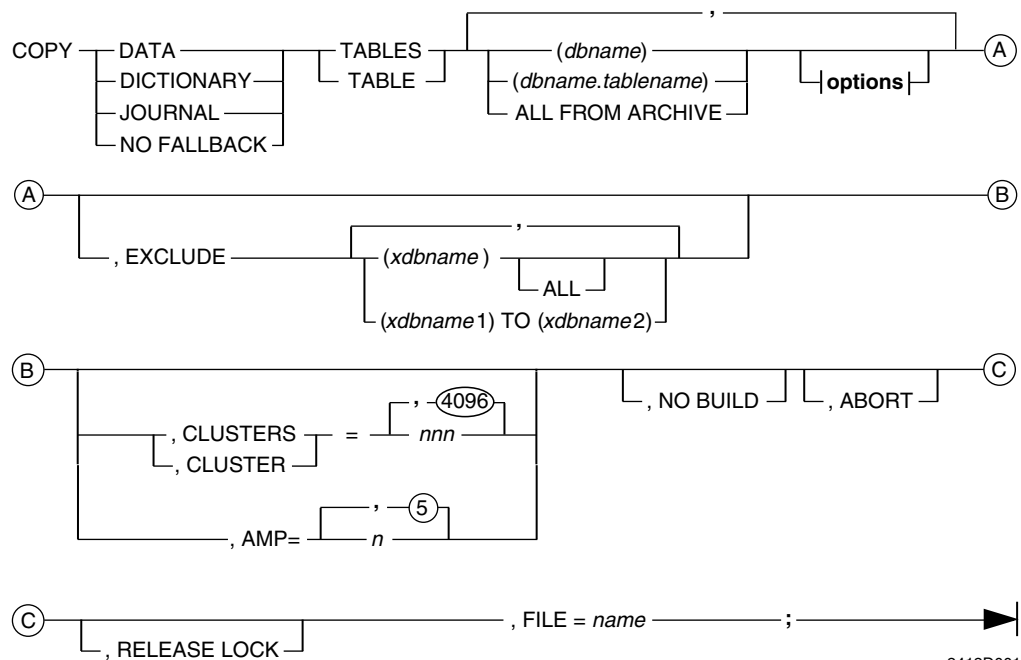 ,
COPY DATA TABLES (dbname) A
DICTIONARY TABLE (dbname.tablename) options
JOURNAL ALL FROM ARCHIVE
NO FALLBACK
A B
,
, EXCLUDE (xdbname )
ALL
(xdbname1) TO (xdbname2)
B C
, 4096 , NO BUILD , ABORT
, CLUSTERS = nnn
, CLUSTER
, 5
, AMP= n
C , FILE = name ;
, RELEASE LOCK